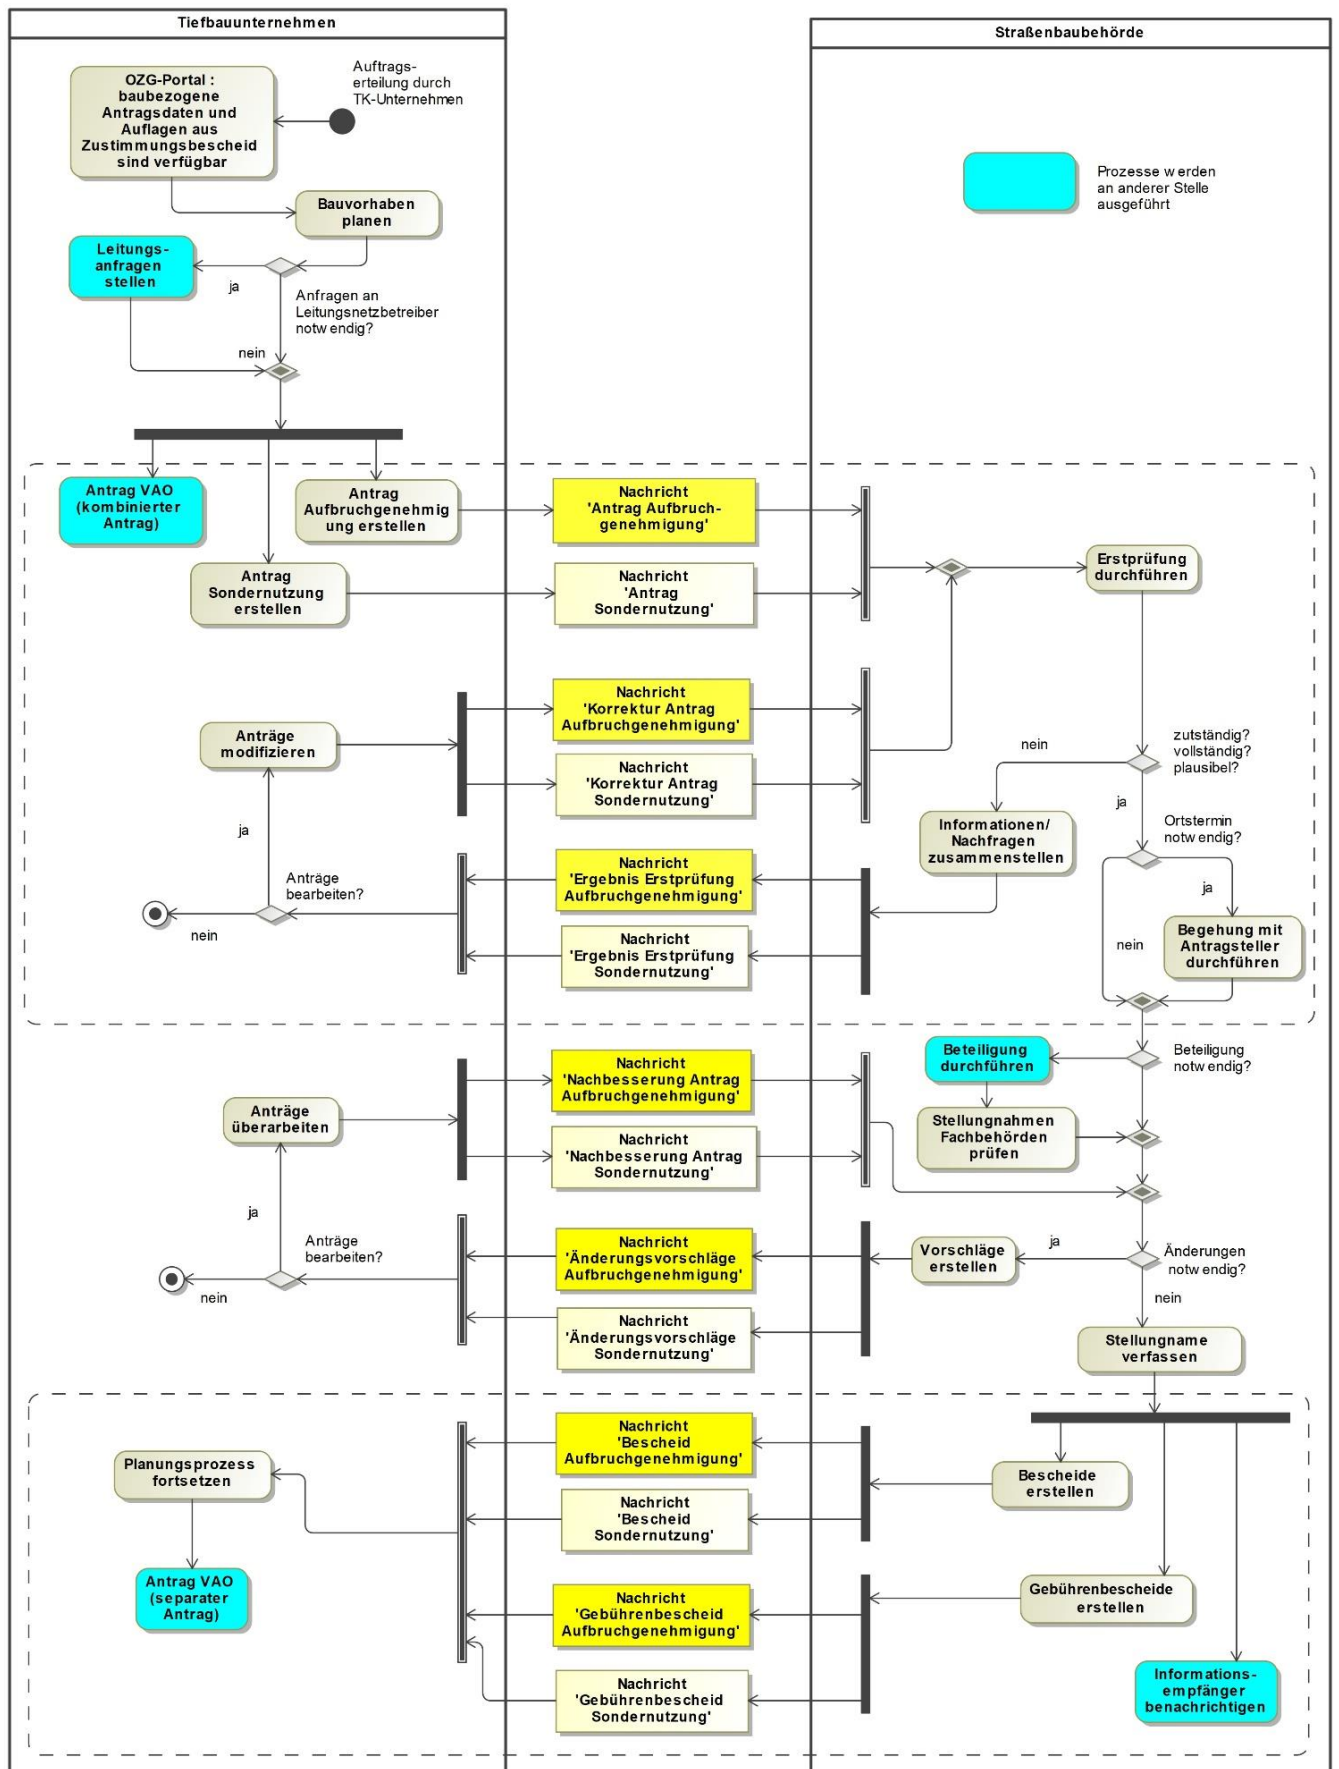 Tiefbauunternehmen
Straßenbaubehörde
OZG-Portal :
baubezogene
Antragsdaten und
Auflagen aus
Zustimmungsbescheid
sind verfügbar
Auftrags-
erteilung durch
TK-Unternehmen
Prozesse werden
an anderer Stelle
ausgeführt
Bauvorhaben
planen
Leitungs-
anfragen
stellen
ja
Anfragen an
Leitungsnetzbetreiber
notwendig?
nein
Antrag VAO
(kombinierter
Antrag)
Antrag
Aufbruchgenehmig
ung erstellen
Nachricht
'Antrag Aufbruch-
genehmigung'
Antrag
Sondernutzung
erstellen
Nachricht
'Antrag
Sondernutzung'
Erstprüfung
durchführen
Anträge
modifizieren
Nachricht
'Korrektur Antrag
Aufbruchgenehmigung'
Nachricht
'Korrektur Antrag
Sondernutzung'
nein
zutständig?
vollständig?
plausibel?
ja
ja
Ortstermin
notwendig?
Informationen/
Nachfragen
zusammenstellen
Anträge
bearbeiten?
nein
Nachricht
'Ergebnis Erstprüfung
Aufbruchgenehmigung'
Nachricht
'Ergebnis Erstprüfung
Sondernutzung'
ja
nein
Begehung mit
Antragsteller
durchführen
Beteiligung
durchführen
Beteiligung
notwendig?
Anträge
überarbeiten
Nachricht
'Nachbesserung Antrag
Aufbruchgenehmigung'
Nachricht
'Nachbesserung Antrag
Sondernutzung'
Stellungnahmen
Fachbehörden
prüfen
ja
Anträge
bearbeiten?
nein
Nachricht
'Änderungsvorschläge
Aufbruchgenehmigung'
Nachricht
'Änderungsvorschläge
Sondernutzung'
Vorschläge
erstellen
ja
Änderungen
notwendig?
nein
Stellungname
verfassen
Planungsprozess
fortsetzen
Nachricht
'Bescheid
Aufbruchgenehmigung'
Nachricht
'Bescheid
Sondernutzung'
Bescheide
erstellen
Antrag VAO
(separater
Antrag)
Nachricht
'Gebührenbescheid
Aufbruchgenehmigung'
Gebührenbescheide
erstellen
Nachricht
'Gebührenbescheid
Sondernutzung'
Informations-
empfänger
benachrichtigen